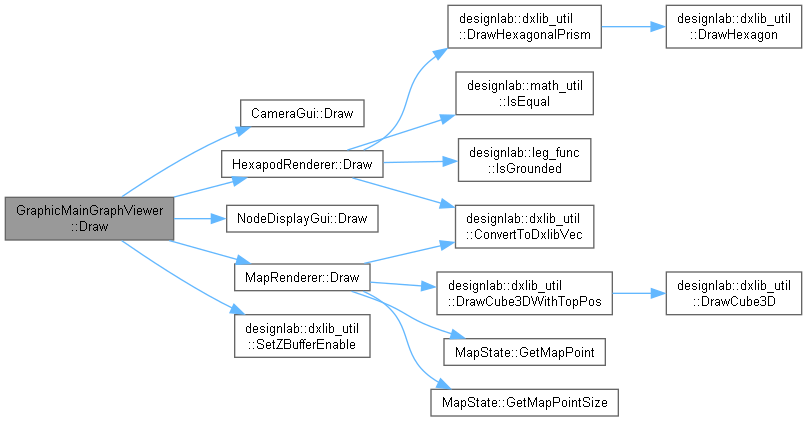 GraphicMainGraphViewer
::Draw
CameraGui::Draw
HexapodRenderer::Draw
NodeDisplayGui::Draw
MapRenderer::Draw
designlab::dxlib_util
::SetZBufferEnable
designlab::dxlib_util
::DrawHexagonalPrism
designlab::math_util
::IsEqual
designlab::leg_func
::IsGrounded
designlab::dxlib_util
::ConvertToDxlibVec
designlab::dxlib_util
::DrawCube3DWithTopPos
MapState::GetMapPoint
MapState::GetMapPointSize
designlab::dxlib_util
::DrawHexagon
designlab::dxlib_util
::DrawCube3D